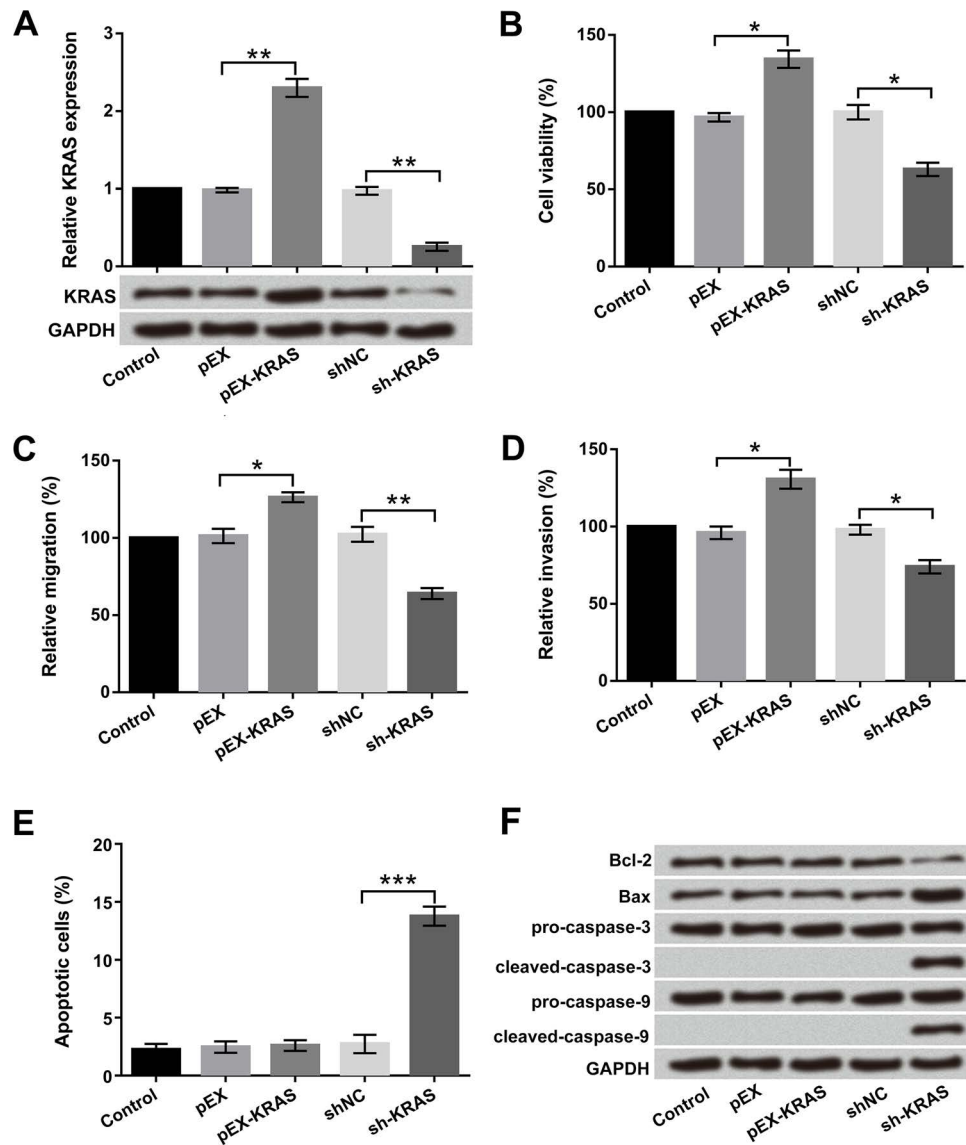 A
Relative KRAS expression
3
2
1
0
** **
KRAS
GAPDH
Control pEX pEX-KRAS shNC sh-KRAS
B
Cell viability (%)
150
100
50
0
* *
Control pEX pEX-KRAS shNC sh-KRAS
C
Relative migration (%)
150
100
50
0
* **
Control pEX pEX-KRAS shNC sh-KRAS
D
Relative invasion (%)
150
100
50
0
* *
Control pEX pEX-KRAS shNC sh-KRAS
E
Apoptotic cells (%)
20
15
10
5
0
***
Control pEX pEX-KRAS shNC sh-KRAS
F
Bcl-2
Bax
pro-caspase-3
cleaved-caspase-3
pro-caspase-9
cleaved-caspase-9
GAPDH
Control pEX pEX-KRAS shNC sh-KRAS